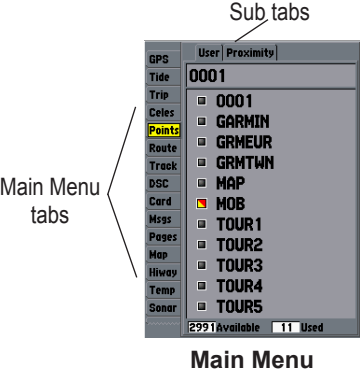 Sub tabs
User Proximity
GPS
Tide
Trip
Celes
Points
Route
Track
DSC
Card
Msgs
Pages
Map
Hiway
Temp
Sonar
0001
0001
GARMIN
GRMEUR
GRMTWN
MAP
MOB
TOUR1
TOUR2
TOUR3
TOUR4
TOUR5
2991 Available 11 Used
Main Menu
tabs
Main Menu